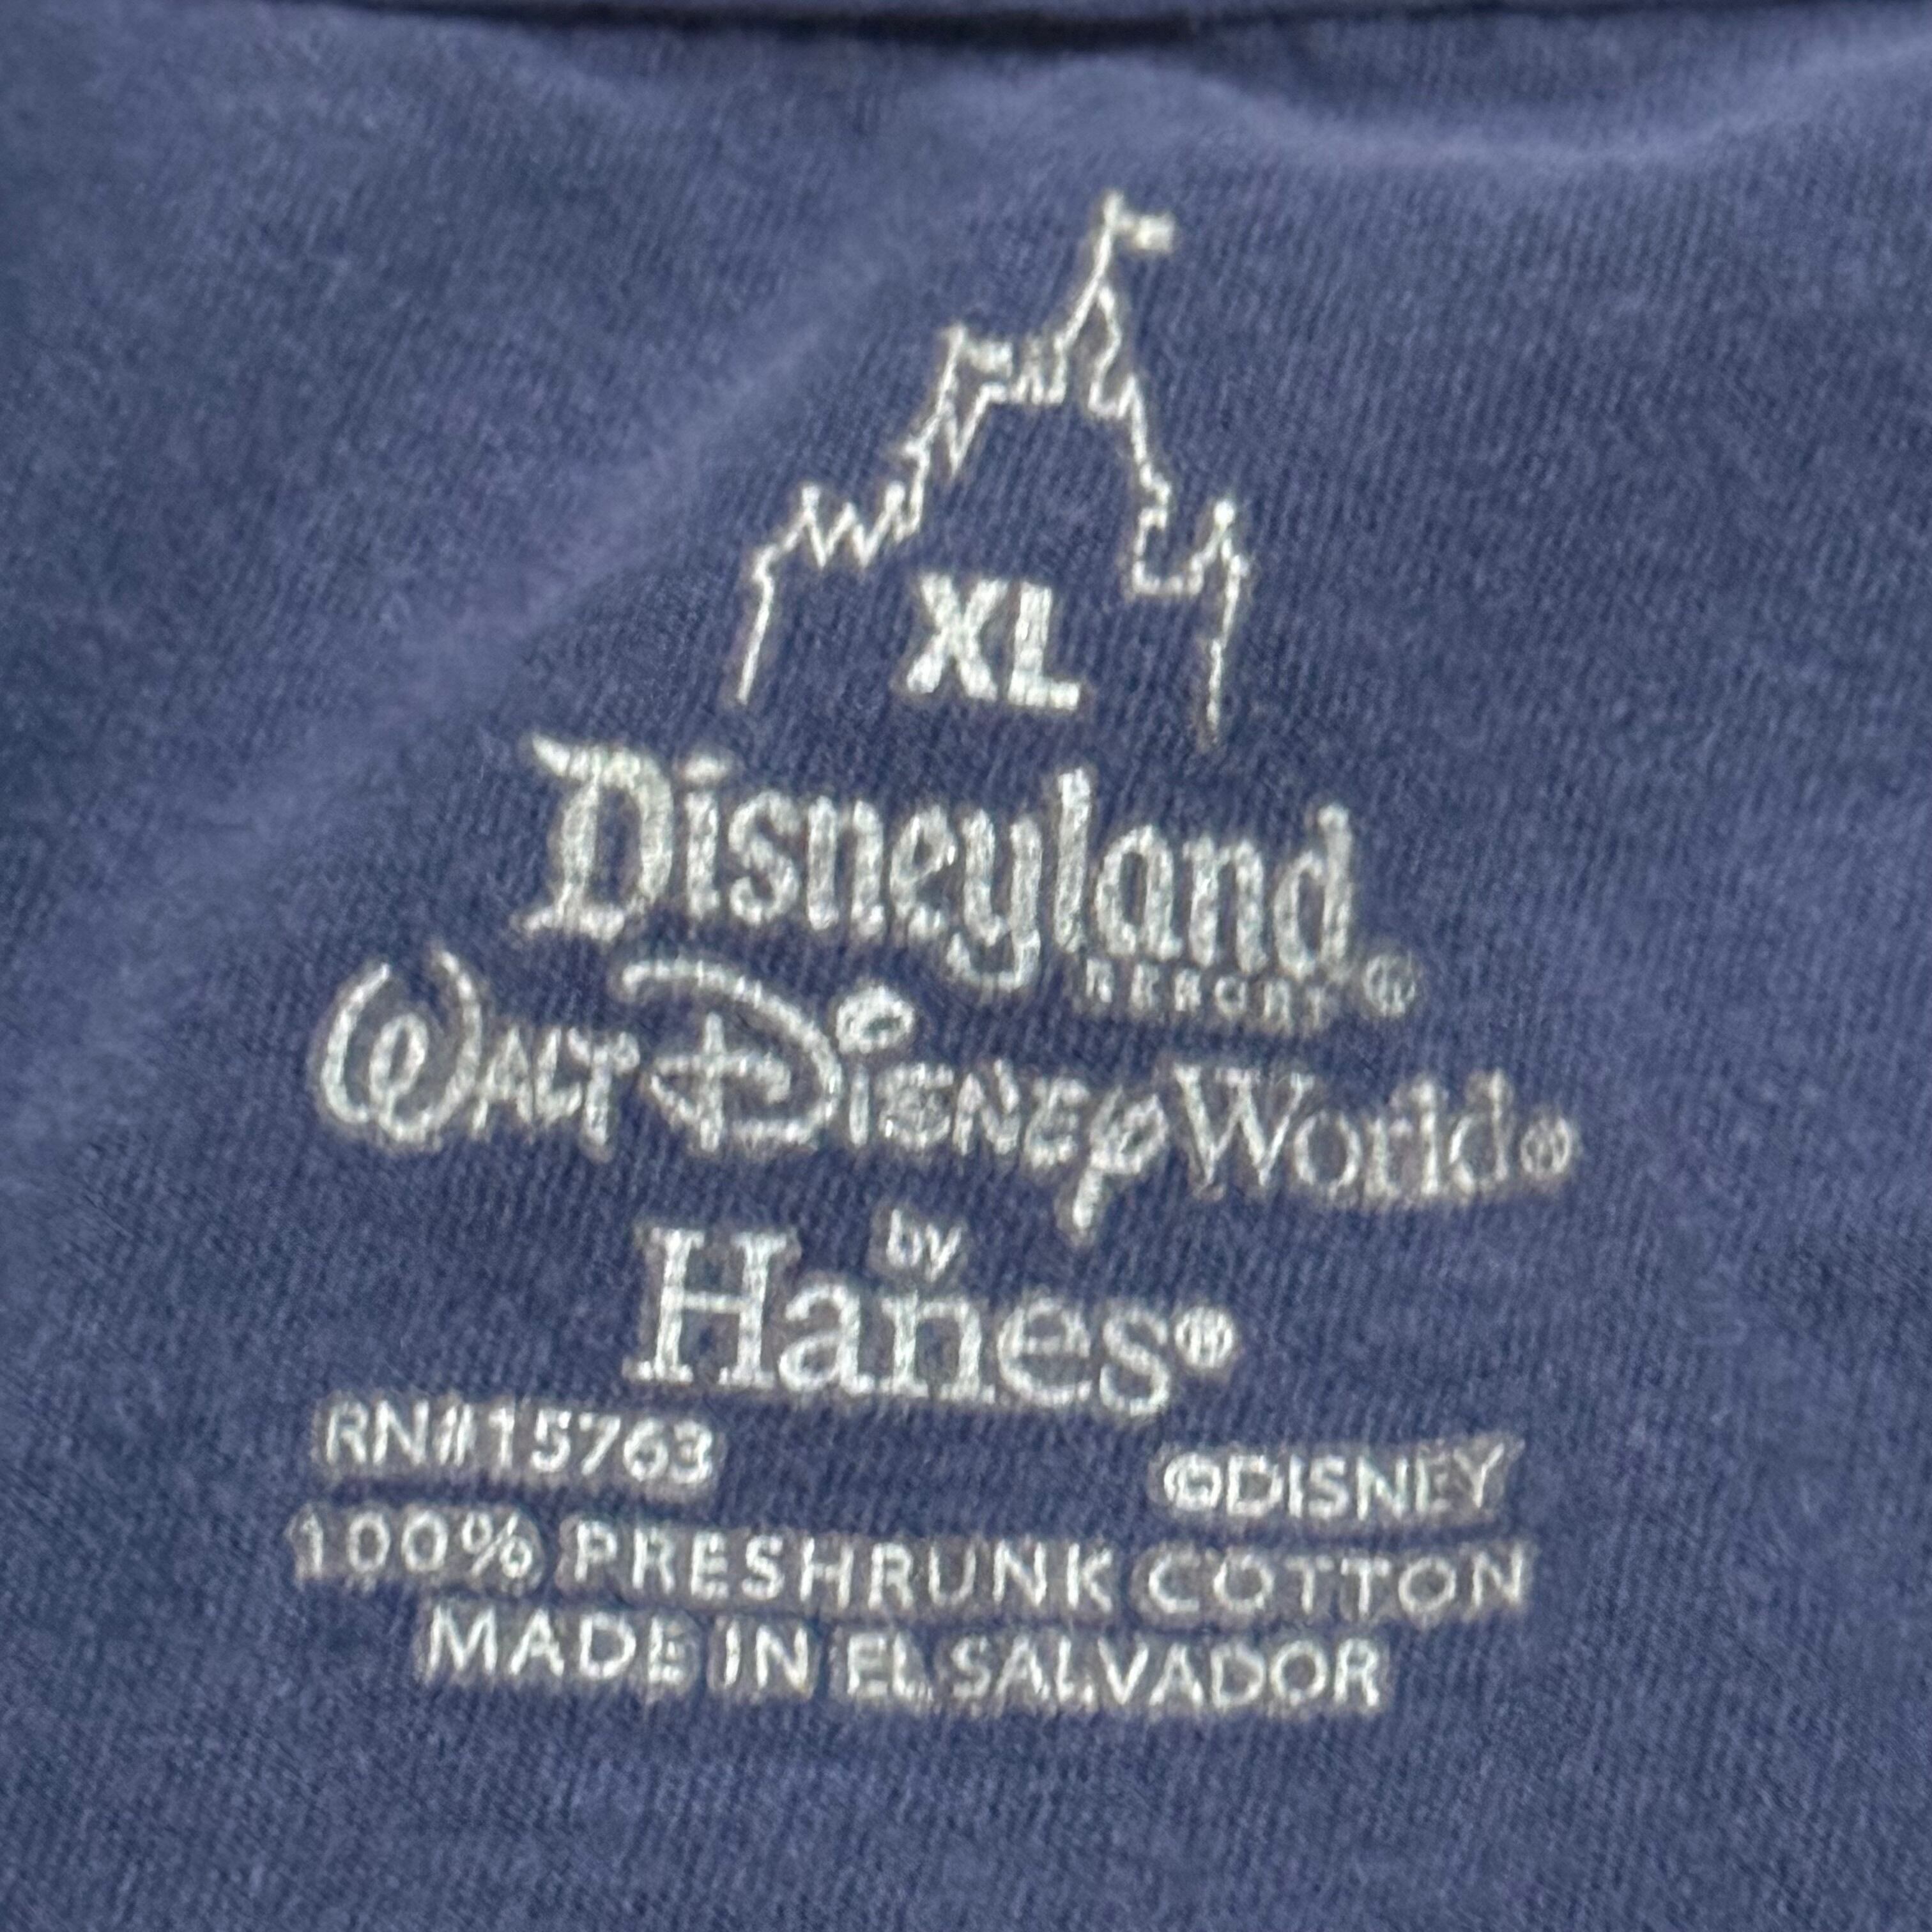 XL
Disneyland
RESORT®
WALT DISNEY World®
by
Hanes®
RN#15763 ©DISNEY
100% PRESHRUNK COTTON
MADE IN EL SALVADOR